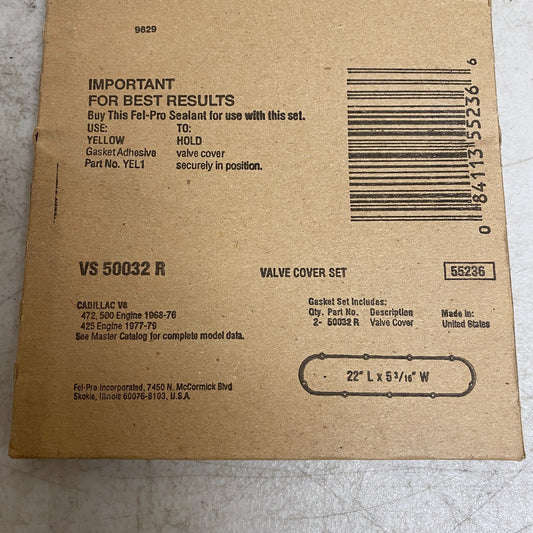 9829
IMPORTANT
FOR BEST RESULTS
Buy This Fel-Pro Sealant for use with this set.
USE: TO:
YELLOW HOLD
Gasket Adhesive valve cover
Part No. YEL1 securely in position.
0 84113 55236 6
VS 50032 R VALVE COVER SET 55236
CADILLAC V8
472, 500 Engine 1968-76
425 Engine 1977-79
See Master Catalog for complete model data.
Gasket Set Includes:
Qty. Part No. Description
2- 50032 R Valve Cover
Made in:
United States
22" L x 5 3/16" W
Fel-Pro Incorporated, 7450 N. McCormick Blvd
Skokie, Illinois 60076-8103, U.S.A.